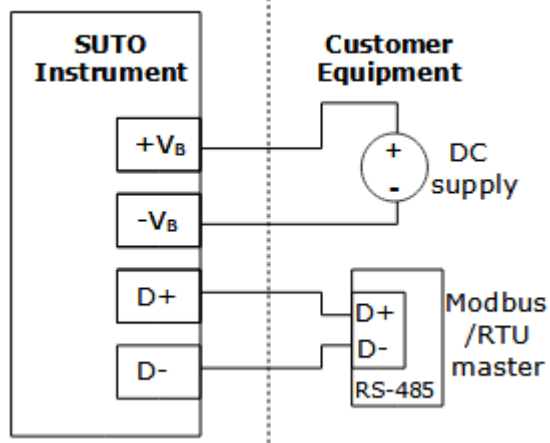 SUTO
Instrument
Customer
Equipment
+VB
-VB
D+
D-
+
-
DC
supply
D+
D-
RS-485
Modbus
/RTU
master